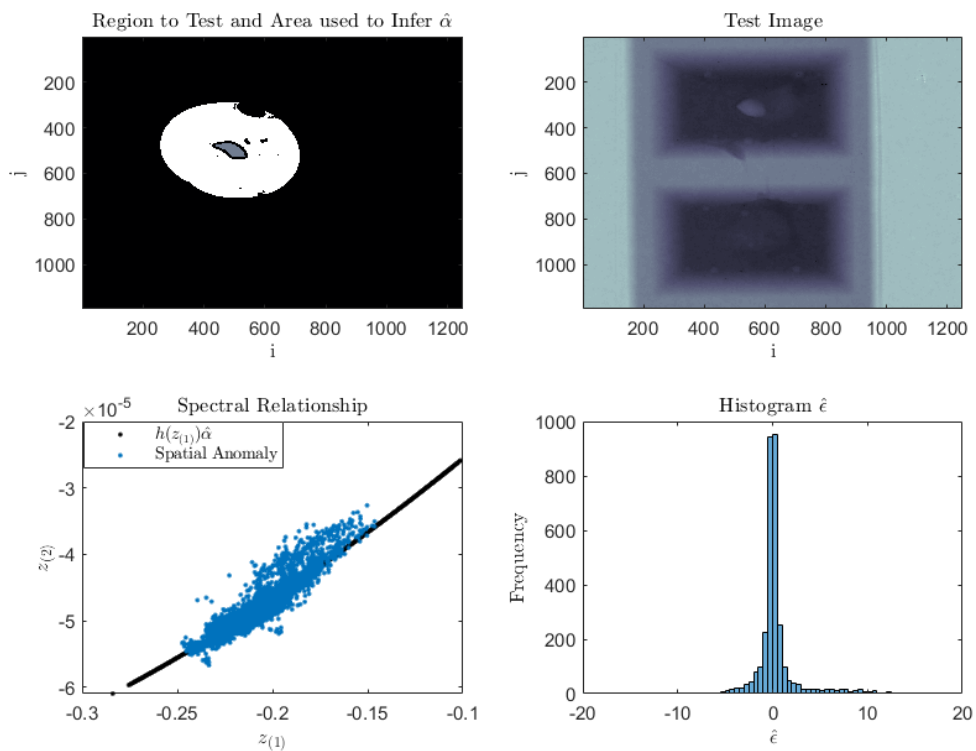 Region to Test and Area used to Infer α̂
200
400
600
800
1000
j
200 400 600 800 1000 1200
i
Test Image
200
400
600
800
1000
j
200 400 600 800 1000 1200
i
Spectral Relationship
×10⁻⁵
-2
-3
-4
-5
-6
z₍₂₎
h(z₍₁₎)α̂
Spatial Anomaly
-0.3 -0.25 -0.2 -0.15 -0.1
z₍₁₎
Histogram ϵ̂
1000
800
600
400
200
0
Frequency
-20 -10 0 10 20
ϵ̂